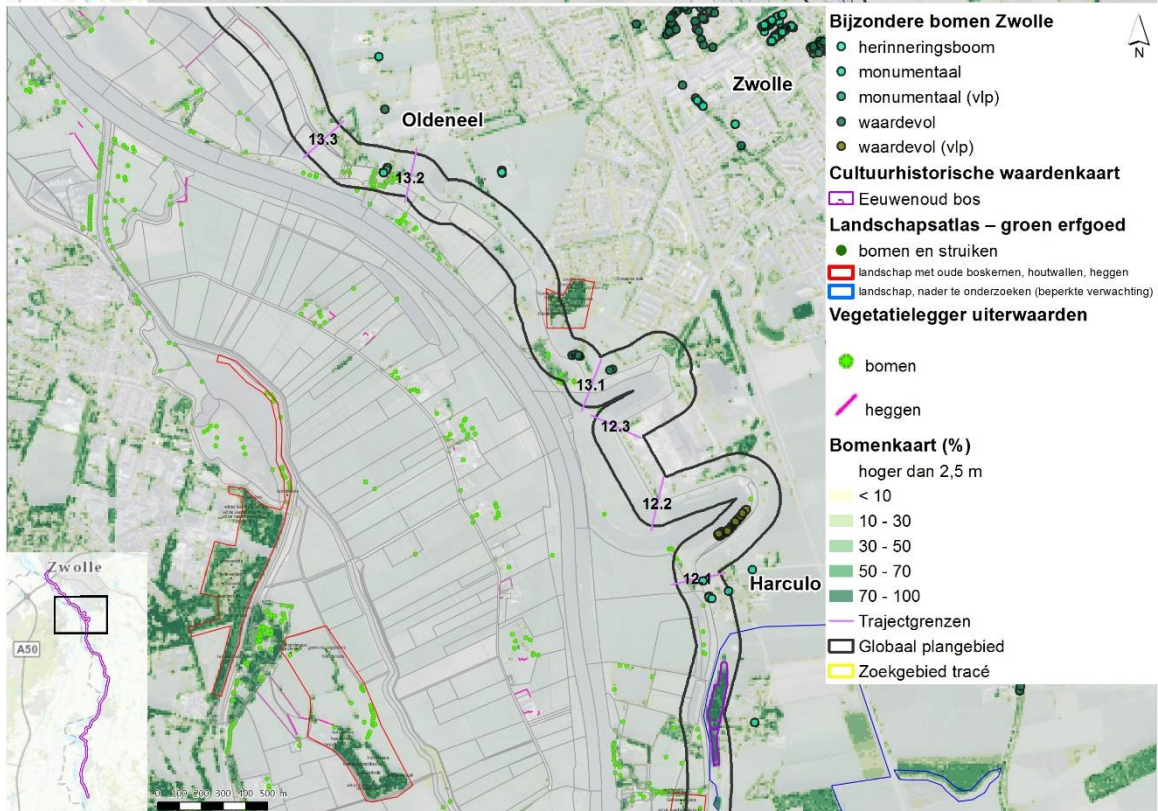 Bijzondere bomen Zwolle
herinneringsboom
monumentaal
monumentaal (vlp)
waardevol
waardevol (vlp)
Cultuurhistorische waardenkaart
Eeuwenoud bos
Landschapsatlas – groen erfgoed
bomen en struiken
landschap met oude boskernen, houtwallen, heggen
landschap, nader te onderzoeken (beperkte verwachting)
Vegetatielegger uiterwaarden
bomen
heggen
Bomenkaart (%)
hoger dan 2,5 m
< 10
10 - 30
30 - 50
50 - 70
70 - 100
Trajectgrenzen
Globaal plangebied
Zoekgebied tracé
N
Zwolle
Oldeneel
13.3
13.2
13.1
12.3
12.2
12.1
Harculo
Zwolle
A50
0 100 200 300 400 500 m